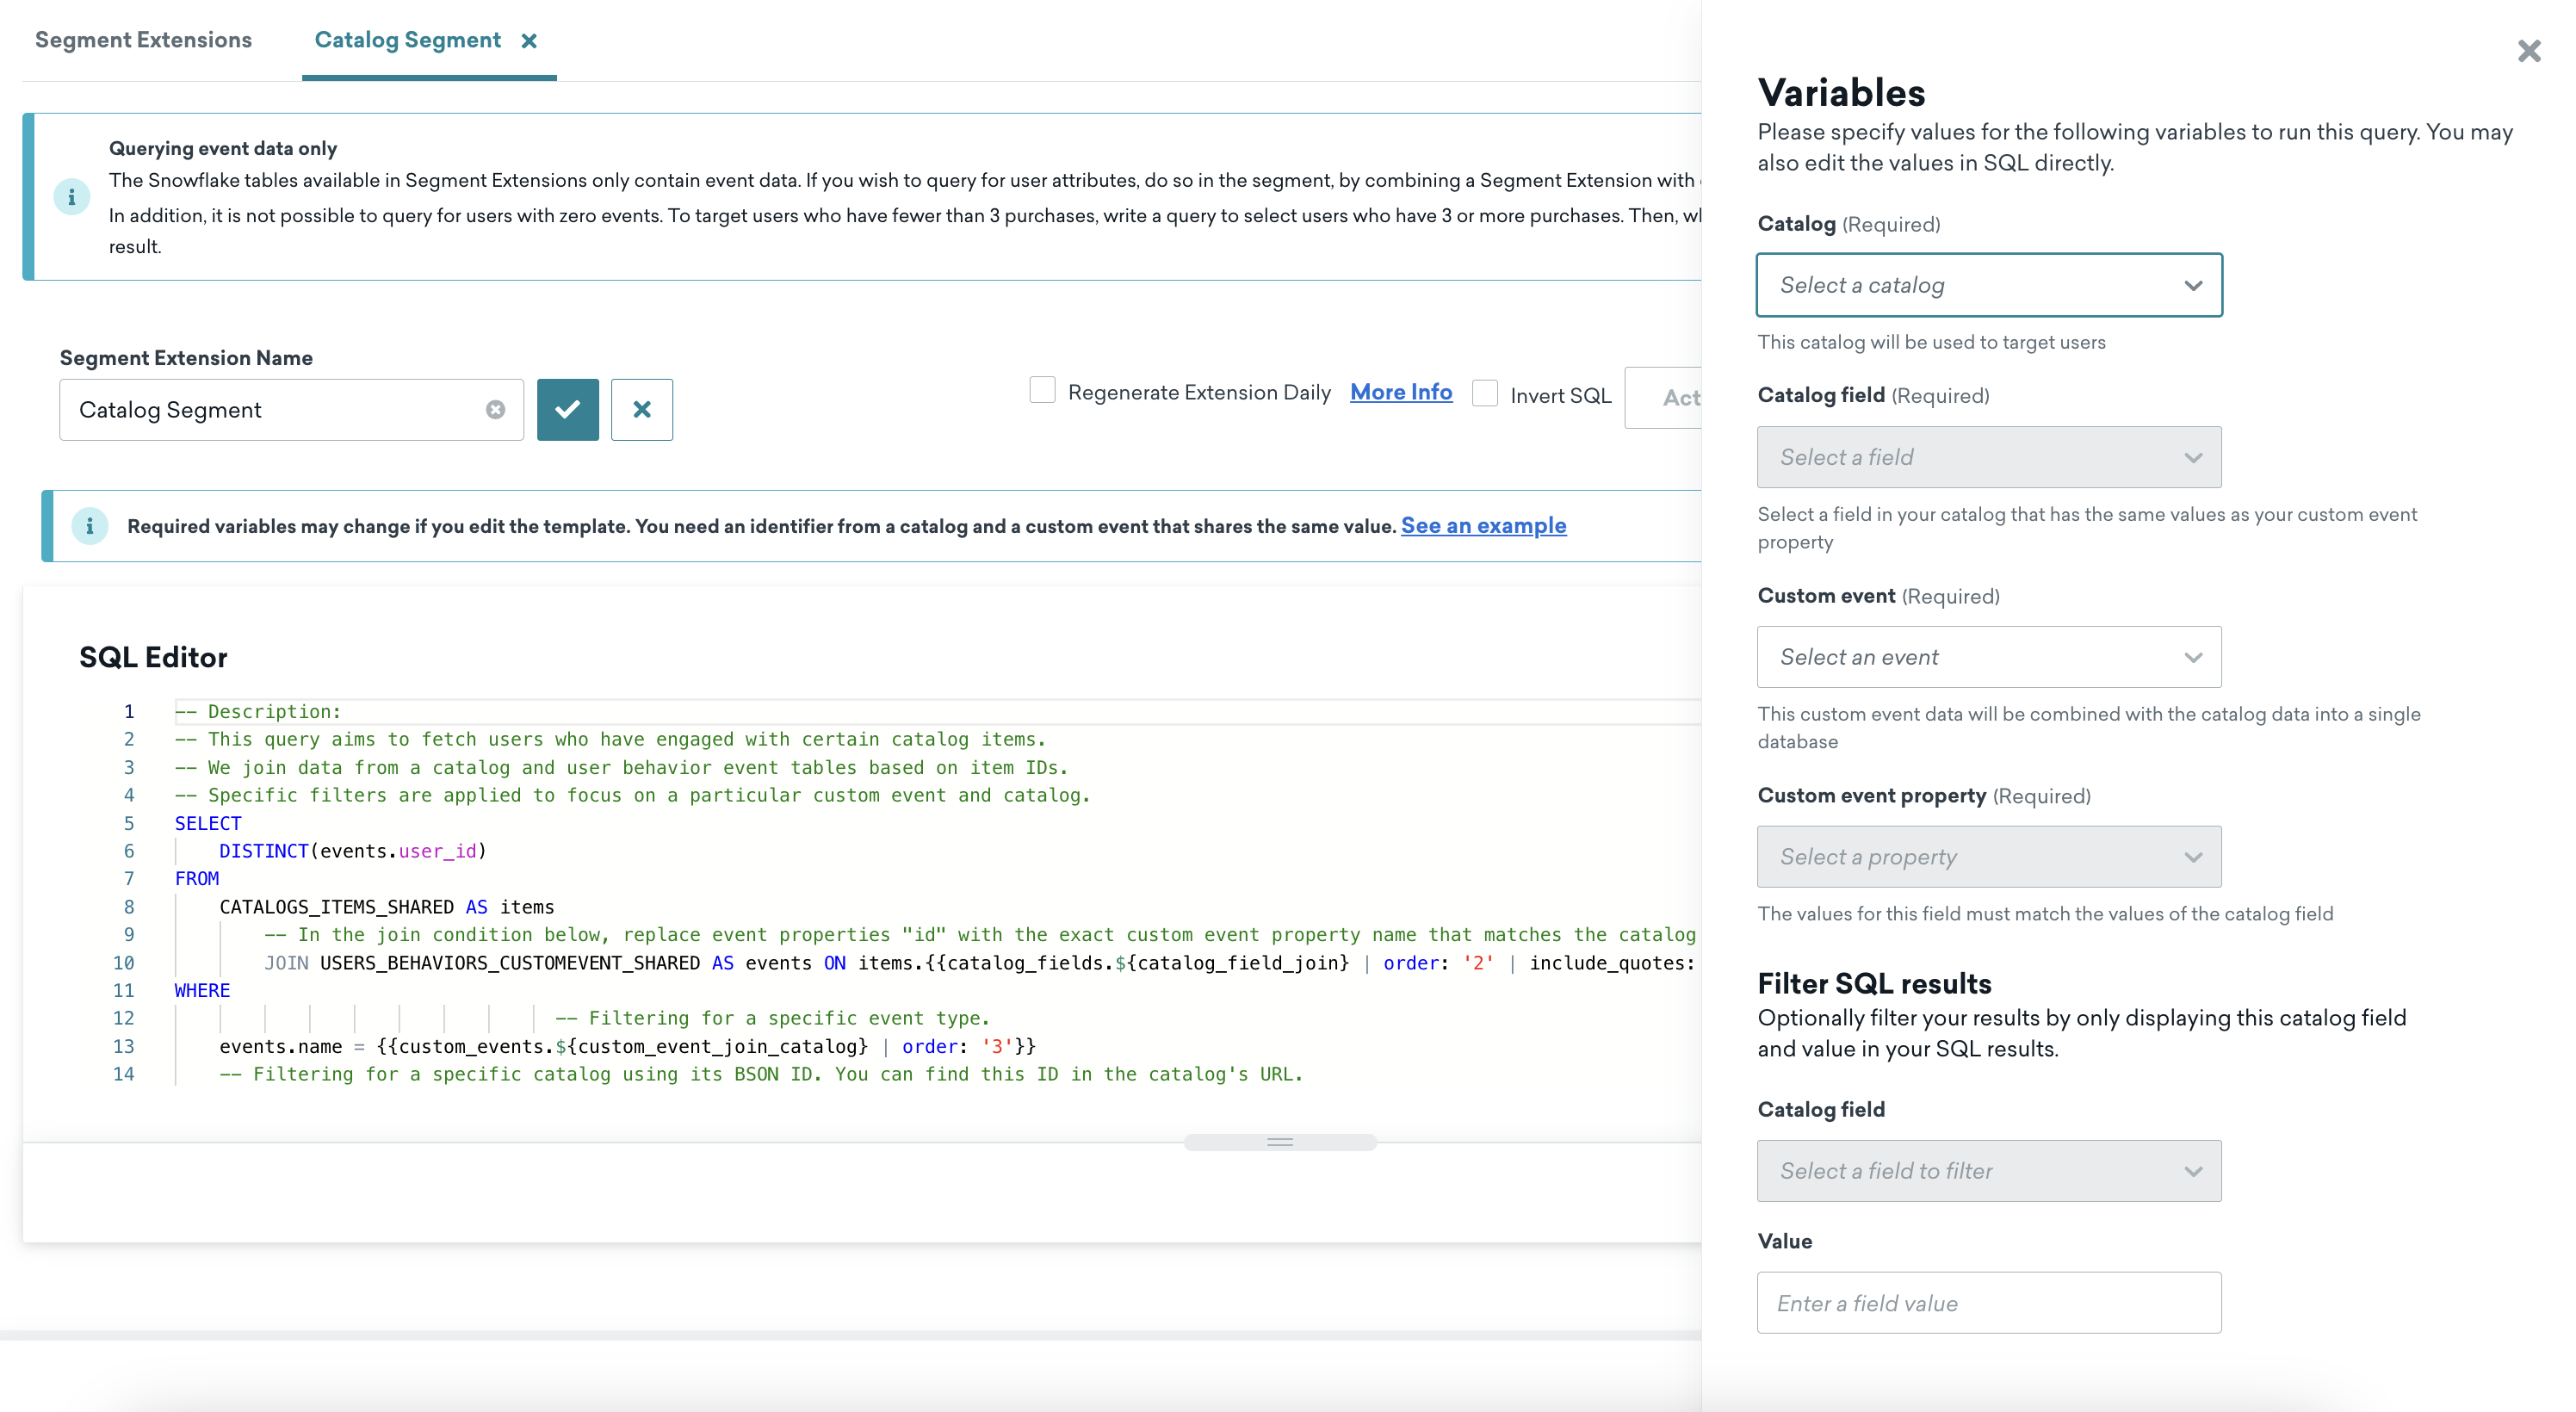 Segment Extensions
Catalog Segment
Querying event data only
The Snowflake tables available in Segment Extensions only contain event data. If you wish to query for user attributes, do so in the segment, by combining a Segment Extension with
In addition, it is not possible to query for users with zero events. To target users who have fewer than 3 purchases, write a query to select users who have 3 or more purchases. Then,
result.
Segment Extension Name
Catalog Segment
Regenerate Extension Daily More Info Invert SQL Act
Required variables may change if you edit the template. You need an identifier from a catalog and a custom event that shares the same value. See an example
SQL Editor
1 -- Description:
2 -- This query aims to fetch users who have engaged with certain catalog items.
3 -- We join data from a catalog and user behavior event tables based on item IDs.
4 -- Specific filters are applied to focus on a particular custom event and catalog.
5 SELECT
6 DISTINCT(events.user_id)
7 FROM
8 CATALOGS_ITEMS_SHARED AS items
9 -- In the join condition below, replace event properties "id" with the exact custom event property name that matches the catalog
10 JOIN USERS_BEHAVIORS_CUSTOMEVENT_SHARED AS events ON items.{{catalog_fields.${catalog_field_join} | order: '2' | include_quotes:
11 WHERE
12 -- Filtering for a specific event type.
13 events.name = {{custom_events.${custom_event_join_catalog} | order: '3'}}
14 -- Filtering for a specific catalog using its BSON ID. You can find this ID in the catalog's URL.
Variables
Please specify values for the following variables to run this query. You may
also edit the values in SQL directly.
Catalog (Required)
Select a catalog
This catalog will be used to target users
Catalog field (Required)
Select a field
Select a field in your catalog that has the same values as your custom event
property
Custom event (Required)
Select an event
This custom event data will be combined with the catalog data into a single
database
Custom event property (Required)
Select a property
The values for this field must match the values of the catalog field
Filter SQL results
Optionally filter your results by only displaying this catalog field
and value in your SQL results.
Catalog field
Select a field to filter
Value
Enter a field value